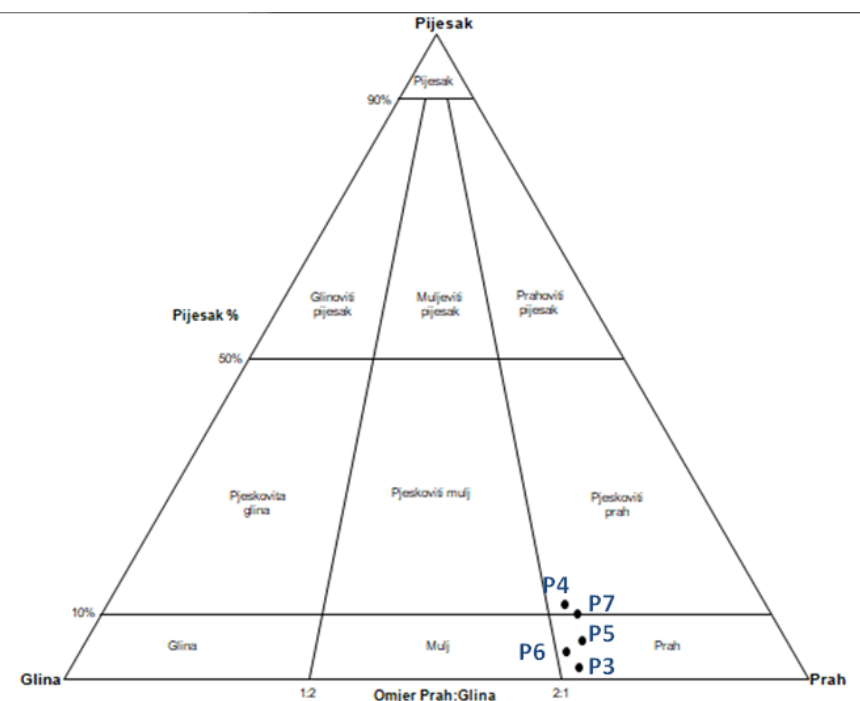 Pijesak
Pijesak
90%
Glinoviti
pijesak
Muljeviti
pijesak
Prahoviti
pijesak
Pijesak %
50%
Pjeskovita
glina
Pjeskoviti mulj
Pjeskoviti
prah
P4
P7
10%
P5
Glina
Mulj
P6
Prah
P3
Glina
Prah
1:2
Omjer Prah:Glina
2:1